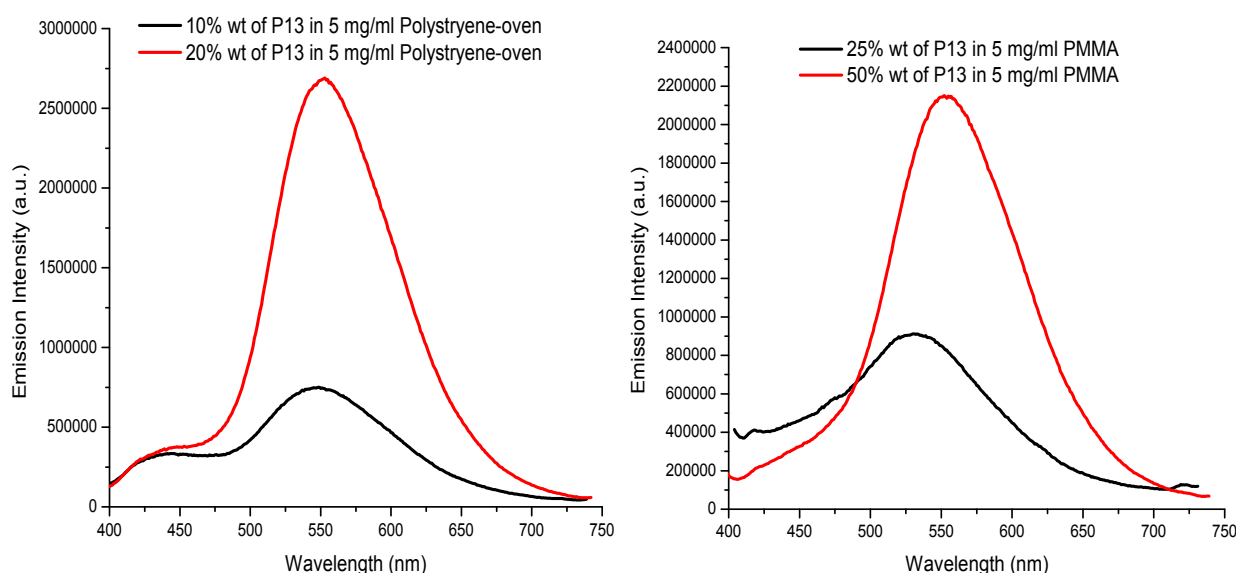 10% wt of P13 in 5 mg/ml Polystryene-oven
20% wt of P13 in 5 mg/ml Polystryene-oven
3000000
2500000
2000000
1500000
1000000
500000
0
Emission Intensity (a.u.)
400 450 500 550 600 650 700 750
Wavelength (nm)
25% wt of P13 in 5 mg/ml PMMA
50% wt of P13 in 5 mg/ml PMMA
2400000
2200000
2000000
1800000
1600000
1400000
1200000
1000000
800000
600000
400000
200000
0
Emission Intensity (a.u.)
400 450 500 550 600 650 700 750
Wavelength (nm)